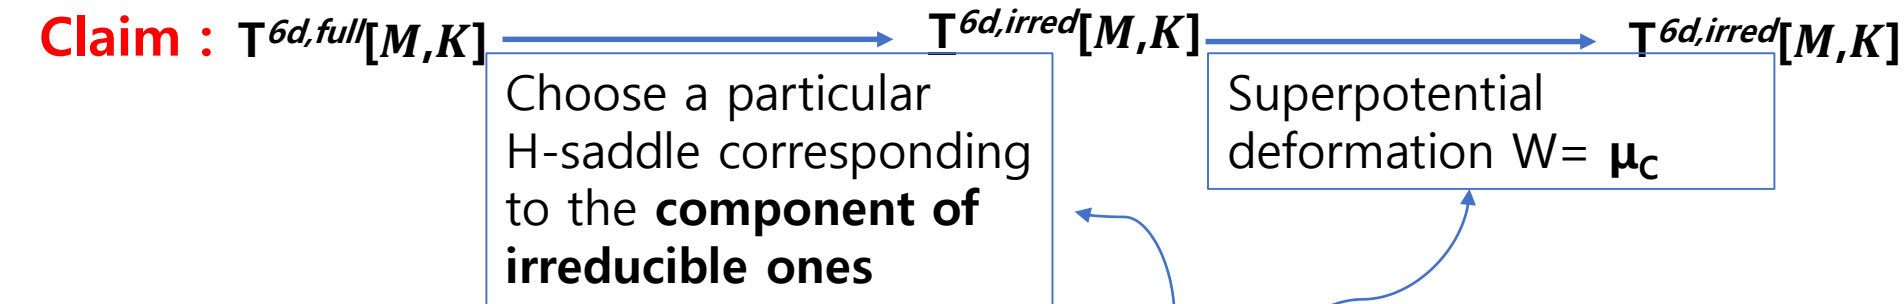 Claim : T^6d,full[M,K] T^6d,irred[M,K] T^6d,irred[M,K]
Choose a particular
H-saddle corresponding
to the component of
irreducible ones
Superpotential
deformation W= μ_C